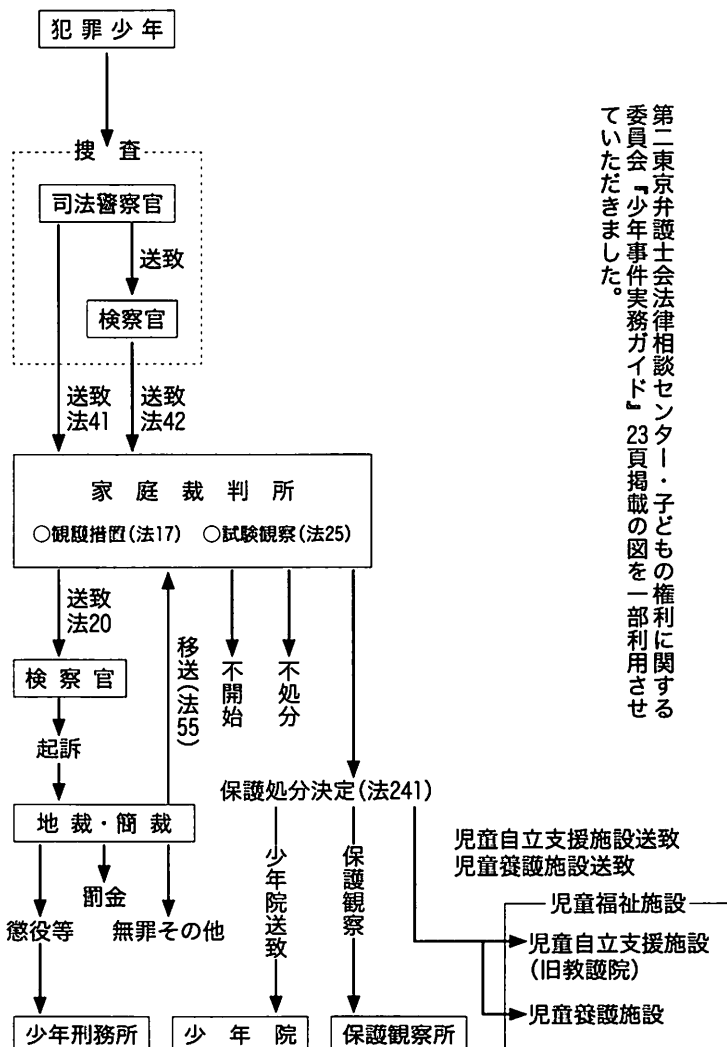 犯罪少年
捜査
司法警察官
送致
検察官
送致
法41
送致
法42
家庭裁判所
○観護措置(法17) ○試験観察(法25)
送致
法20
移送(法55)
不開始
不処分
検察官
起訴
地裁・簡裁
保護処分決定(法241)
罰金
懲役等
無罪その他
少年院送致
保護観察
児童自立支援施設送致
児童養護施設送致
児童福祉施設
児童自立支援施設
(旧教護院)
児童養護施設
少年刑務所
少年院
保護観察所
第二東京弁護士会法律相談センター・子どもの権利に関する
委員会『少年事件実務ガイド』23頁掲載の図を一部利用させ
ていただきました。